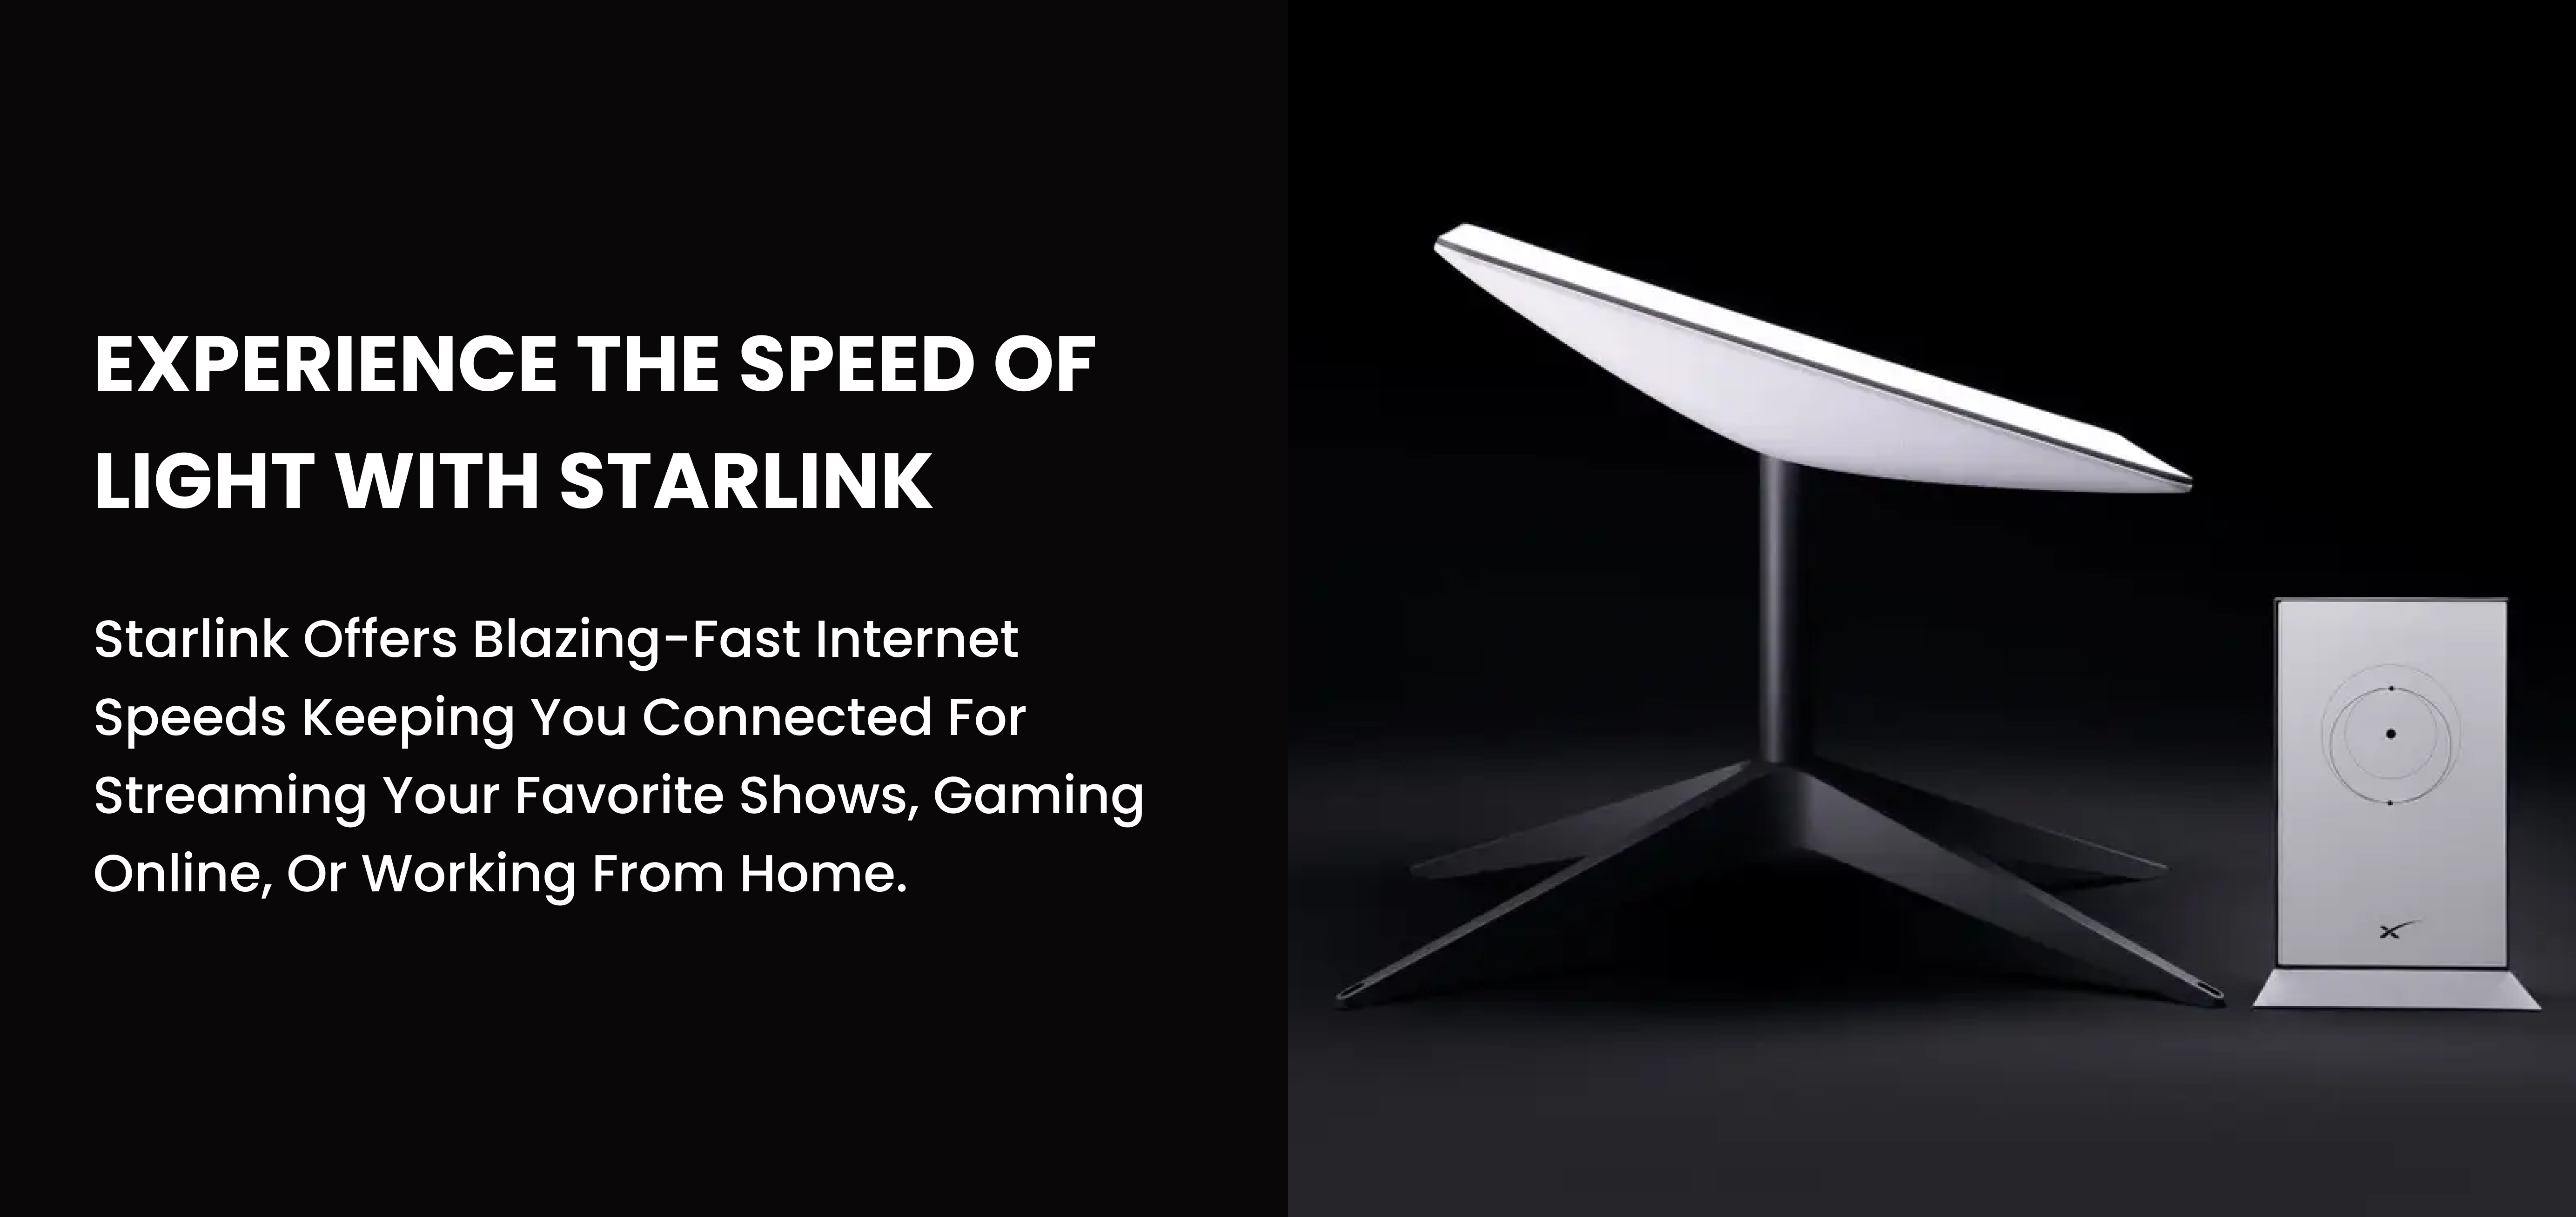 EXPERIENCE THE SPEED OF
LIGHT WITH STARLINK
Starlink Offers Blazing-Fast Internet
Speeds Keeping You Connected For
Streaming Your Favorite Shows, Gaming
Online, Or Working From Home.